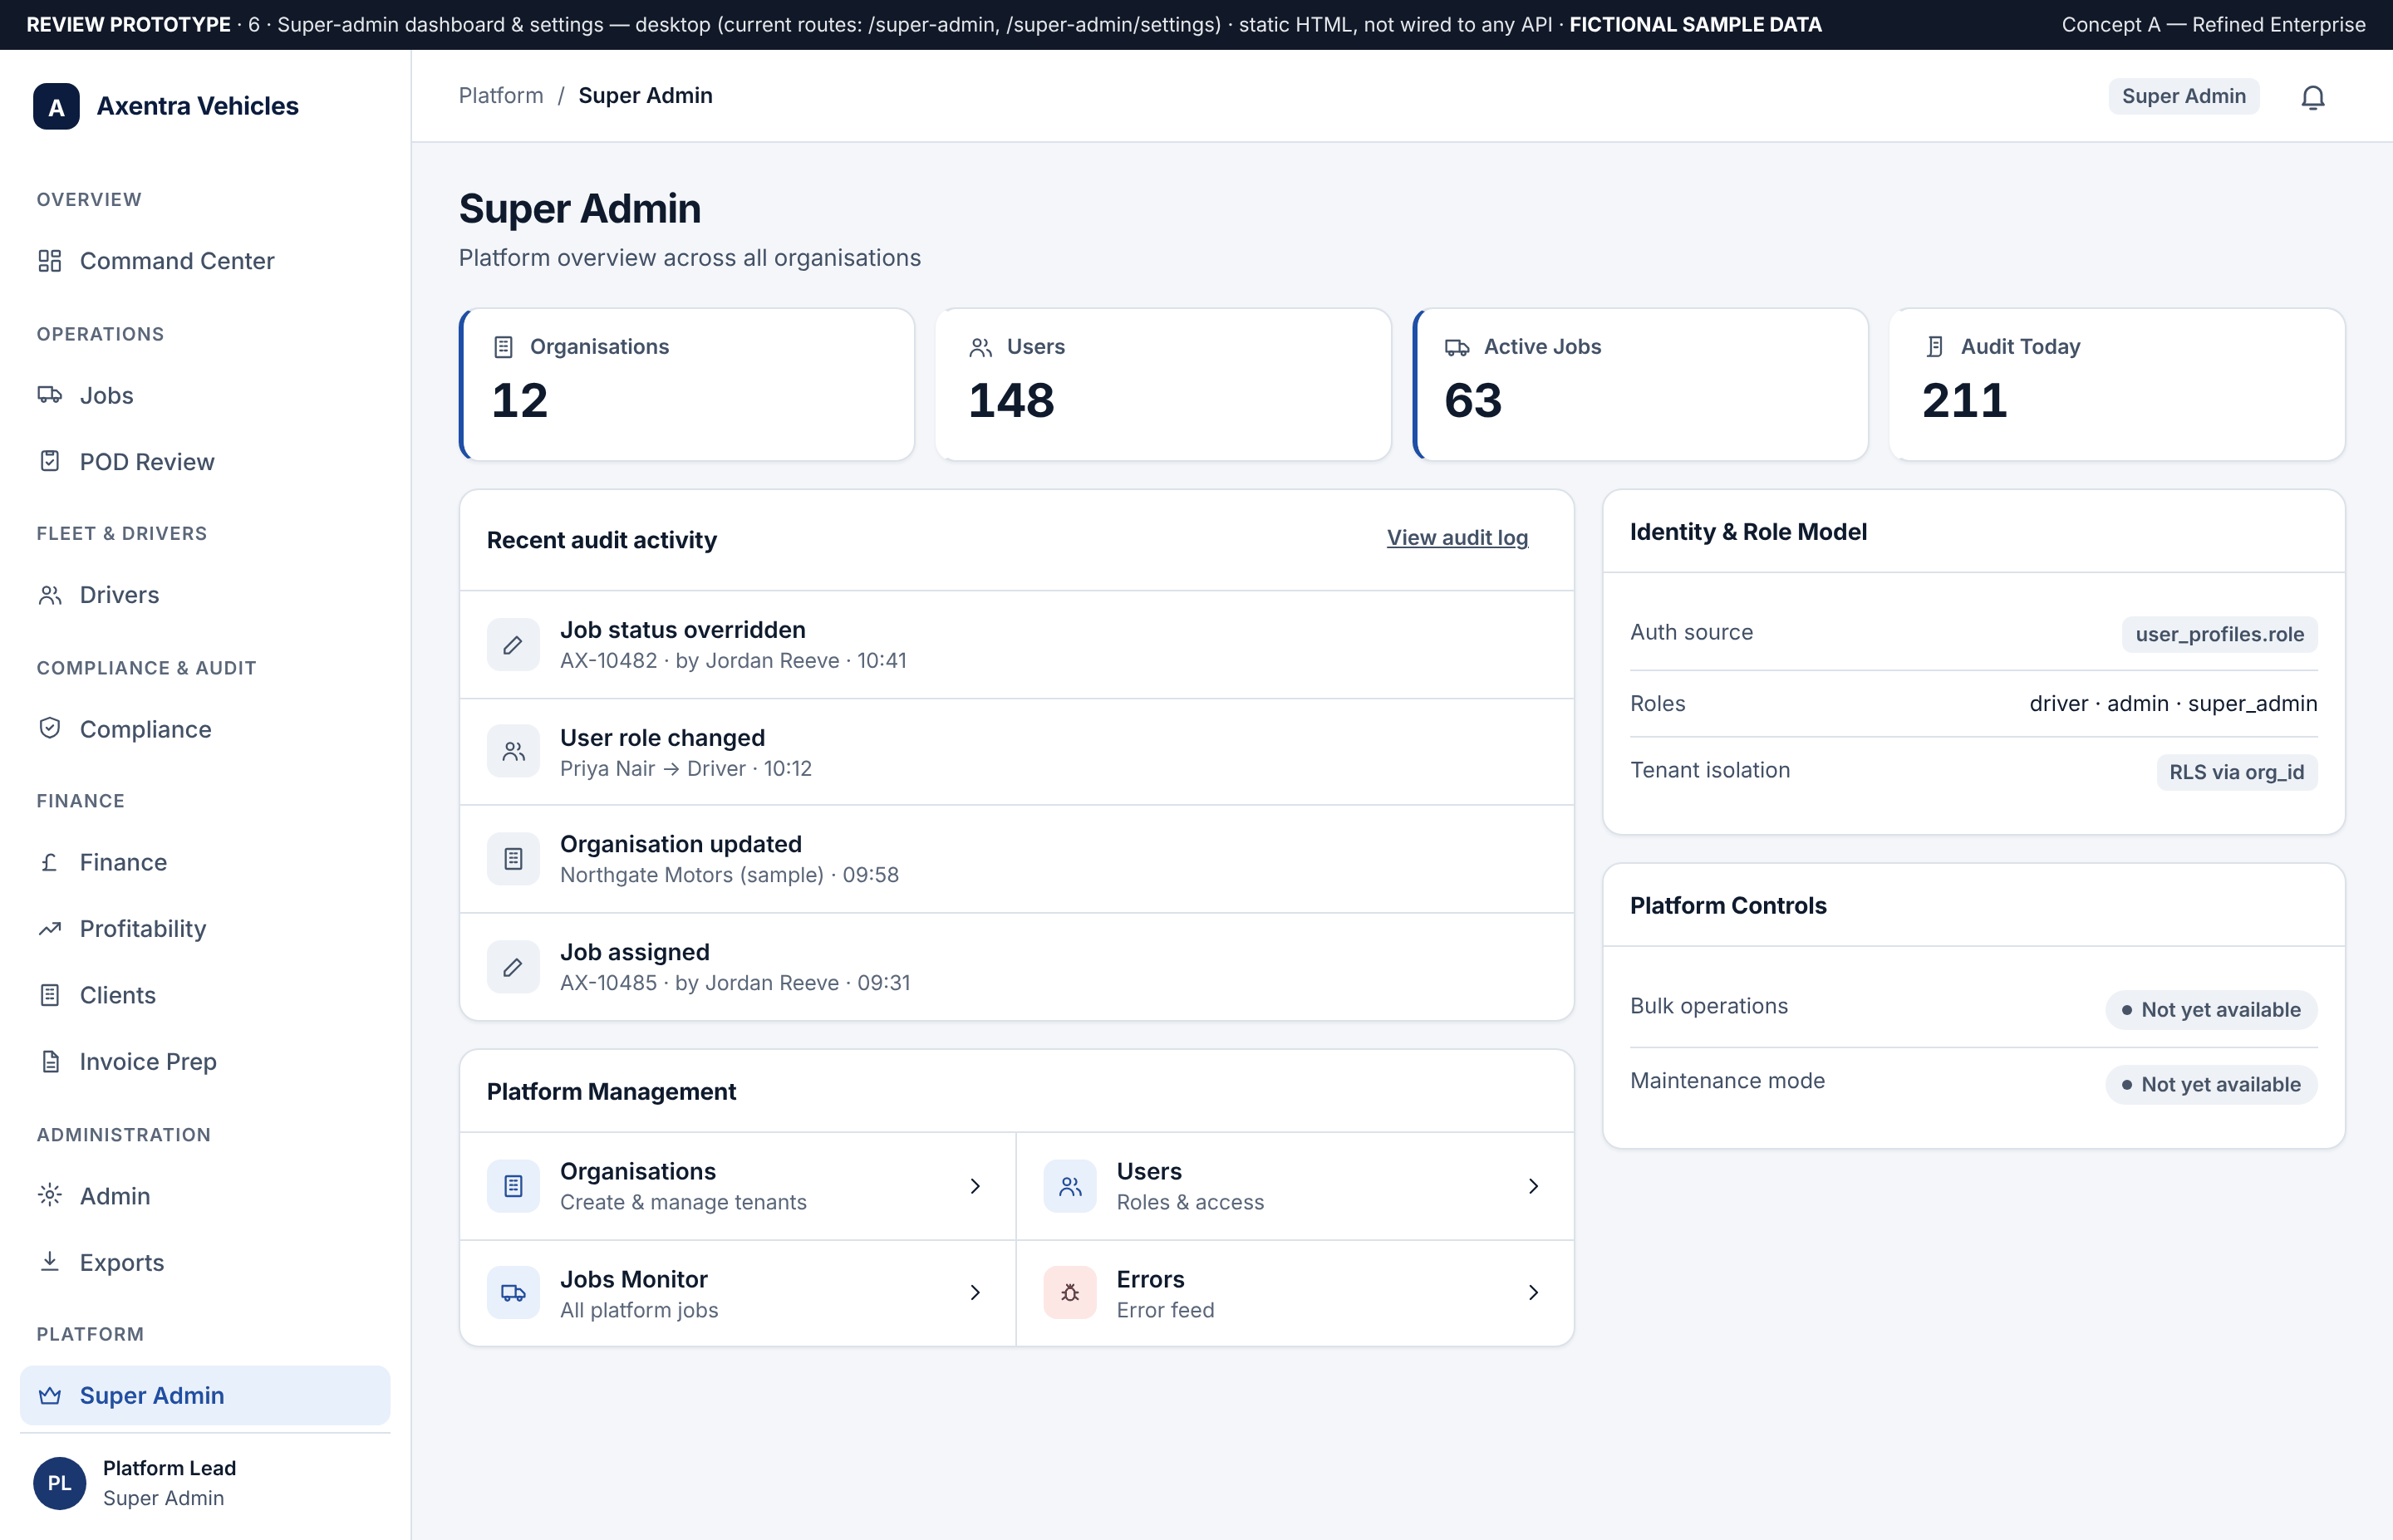 REVIEW PROTOTYPE · 6 · Super-admin dashboard & settings — desktop (current routes: /super-admin, /super-admin/settings) · static HTML, not wired to any API · FICTIONAL SAMPLE DATA
Concept A — Refined Enterprise
A Axentra Vehicles
OVERVIEW
Command Center
OPERATIONS
Jobs
POD Review
FLEET & DRIVERS
Drivers
COMPLIANCE & AUDIT
Compliance
FINANCE
Finance
Profitability
Clients
Invoice Prep
ADMINISTRATION
Admin
Exports
PLATFORM
Super Admin
PL
Platform Lead
Super Admin
Platform / Super Admin
Super Admin
Super Admin
Platform overview across all organisations
Organisations
12
Users
148
Active Jobs
63
Audit Today
211
Recent audit activity
View audit log
Job status overridden
AX-10482 · by Jordan Reeve · 10:41
User role changed
Priya Nair → Driver · 10:12
Organisation updated
Northgate Motors (sample) · 09:58
Job assigned
AX-10485 · by Jordan Reeve · 09:31
Platform Management
Organisations
Create & manage tenants
Users
Roles & access
Jobs Monitor
All platform jobs
Errors
Error feed
Identity & Role Model
Auth source
user_profiles.role
Roles
driver · admin · super_admin
Tenant isolation
RLS via org_id
Platform Controls
Bulk operations
Not yet available
Maintenance mode
Not yet available